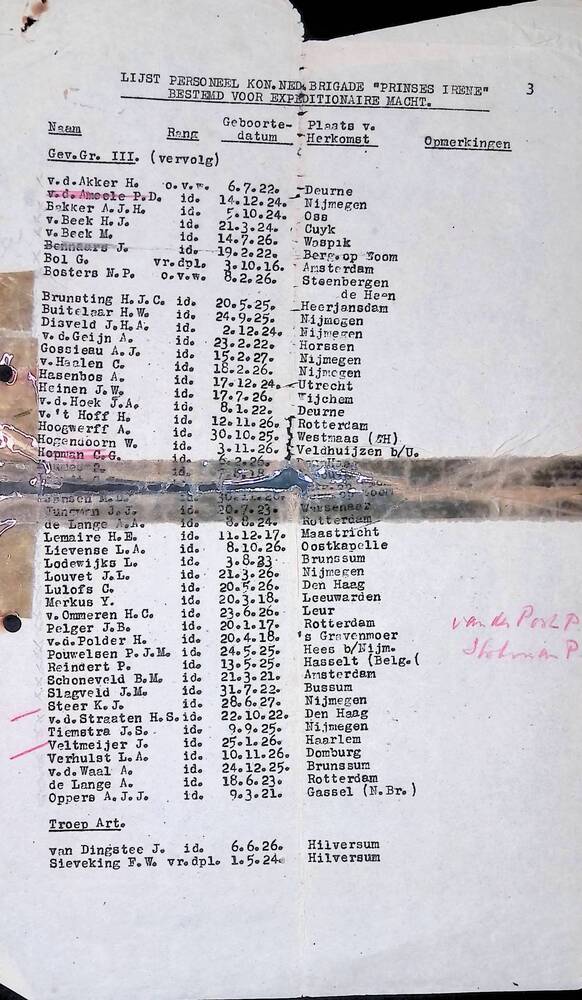 LIJST PERSONEEL KON.NED.BRIGADE "PRINSES IRENE" 3
BESTEMD VOOR EXPEDITIONAIRE MACHT.
Naam Rang Geboorte-datum Plaats v. Herkomst Opmerkingen
Gev.Gr. III. (vervolg)
v.d.Akker H. o.v.w. 6.7.22. Deurne
v.d.Ameele P.D. id. 14.12.24. Nijmegen
Bakker A.J.H. id. 5.10.24. Oss
v.Beek H.J. id. 21.3.24. Cuyk
v.Beek M. id. 14.7.26. Waspik
Bennaars J. id. 19.2.22. Berg.op Zoom
Bol G. vr.dpl. 3.10.16. Amsterdam
Bosters N.P. o.v.w. 8.2.26. Steenbergen
de Heen
Brunsting H.J.C. id. 20.5.25. Heerjansdam
Buitelaar H.W. id. 24.9.25. Nijmegen
Disveld J.H.A. id. 2.12.24. Nijmegen
v.d.Geijn A. id. 23.2.22. Horssen
Gossieau A.J. id. 15.2.27. Nijmegen
v.Haalen C. id. 18.2.26. Nijmegen
Hasenbos A. id. 17.12.24. Utrecht
Heinen J.W. id. 17.7.26. Wijchem
v.d.Hoek J.A. id. 8.1.22. Deurne
v.'t Hoff H. id. 12.11.26. Rotterdam
Hoogwerff A. id. 30.10.25. Westmaas (ZH)
Hogendoorn W. id. 3.11.26. Veldhuijzen b/U.
Hopman C.G. id.
Jansen
Jungman J.J. id. 20.7.23. Wassenaar
de Lange A.A. id. 8.8.24. Rotterdam
Lemaire H.E. id. 11.12.17. Maastricht
Lievense L.A. id. 8.10.26. Oostkapelle
Lodewijks L. id. 3.8.23 Brunssum
Louvet J.L. id. 21.3.26. Nijmegen
Lulofs C. id. 20.5.26. Den Haag
Merkus Y. id. 20.3.18. Leeuwarden
v.Ommeren H.C. id. 23.6.26. Leur
Pelger J.B. id. 20.1.17. Rotterdam
v.d.Polder H. id. 20.4.18. 's Gravenmoer
Pouwelsen P.J.M. id. 24.5.25. Hees b/Nijm.
Reindert P. id. 13.5.25. Hasselt (Belg.(
Schoneveld B.M. id. 21.3.21. Amsterdam
Slagveld J.M. id. 31.7.22. Bussum
Steer K.J. id. 28.6.27. Nijmegen
v.d.Straaten H.S.id. 22.10.22. Den Haag
Tiemstra J.S. id. 9.9.25. Nijmegen
Veltmeijer J. id. 25.1.26. Haarlem
Verhulst L.A. id. 10.11.26. Domburg
v.d.Waal A. id. 24.12.25. Brunssum
de Lange A. id. 18.6.23. Rotterdam
Oppers A.J.J. id. 9.3.21. Gassel (N.Br.)
van der P
P
Troep Art.
van Dingstee J. id. 6.6.26. Hilversum
Sieveking F.W. vr.dpl. 1.5.24. Hilversum